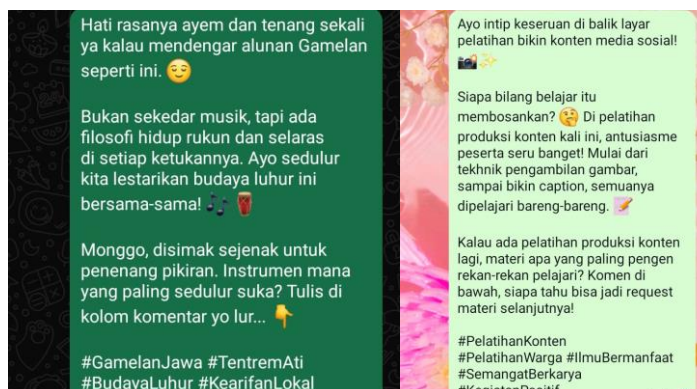 Hati rasanya ayem dan tenang sekali
ya kalau mendengar alunan Gamelan
seperti ini. 😌
Bukan sekedar musik, tapi ada
filosofi hidup rukun dan selaras
di setiap ketukannya. Ayo sedulur
kita lestarikan budaya luhur ini
bersama-sama! 🎶 🪘
Monggo, disimak sejenak untuk
penenang pikiran. Instrumen mana
yang paling sedulur suka? Tulis di
kolom komentar yo lur... 👇
#GamelanJawa #TentremAti
#BudayaLuhur #KearifanLokal
Ayo intip keseruan di balik layar
pelatihan bikin konten media sosial!
📸✨
Siapa bilang belajar itu
membosankan? 🤔 Di pelatihan
produksi konten kali ini, antusiasme
peserta seru banget! Mulai dari
tekhnik pengambilan gambar,
sampai bikin caption, semuanya
dipelajari bareng-bareng. 📝
Kalau ada pelatihan produksi konten
lagi, materi apa yang paling pengen
rekan-rekan pelajari? Komen di
bawah, siapa tahu bisa jadi request
materi selanjutnya!
#PelatihanKonten
#PelatihanWarga #IlmuBermanfaat
#SemangatBerkarya
#KegiatanPositif